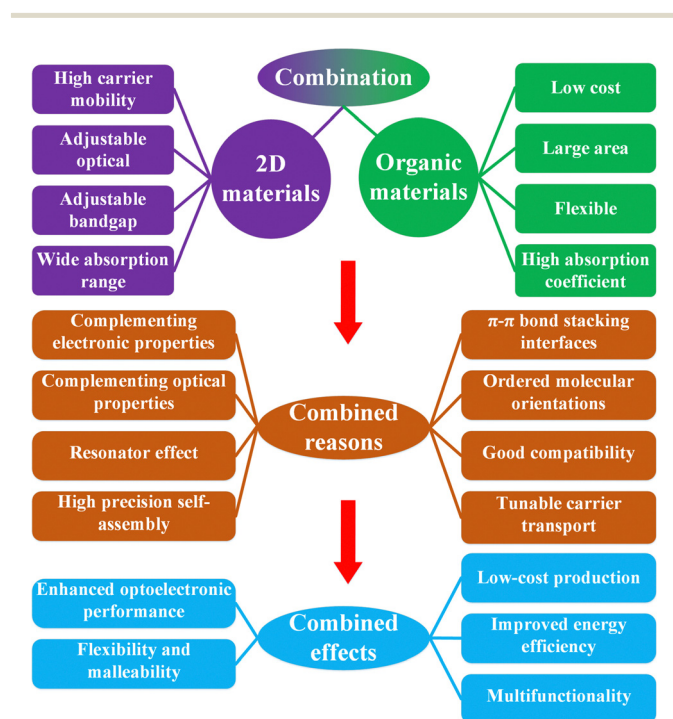 Combination
2D
materials
High carrier
mobility
Adjustable
optical
Adjustable
bandgap
Wide absorption
range
Organic
materials
Low cost
Large area
Flexible
High absorption
coefficient
Combined
reasons
Complementing
electronic properties
Complementing optical
properties
Resonator effect
High precision self-
assembly
π-π bond stacking
interfaces
Ordered molecular
orientations
Good compatibility
Tunable carrier
transport
Combined
effects
Enhanced optoelectronic
performance
Flexibility and
malleability
Low-cost production
Improved energy
efficiency
Multifunctionality